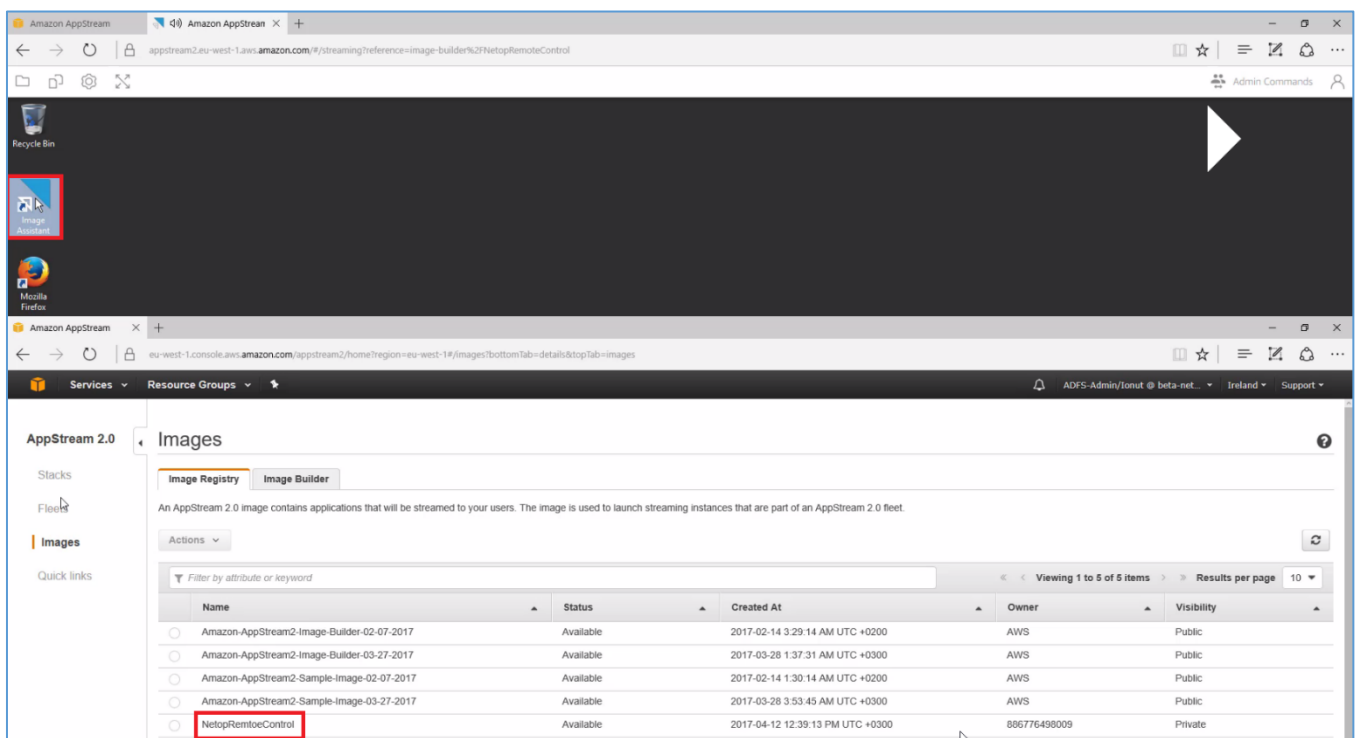 Amazon AppStream
Amazon AppStream
appstream2.eu-west-1.aws.amazon.com/#/streaming?reference=image-builder%2FNetopRemoteControl
Admin Commands
Recycle Bin
Image
Assistant
Mozilla
Firefox
Amazon AppStream
eu-west-1.console.aws.amazon.com/appstream2/home?region=eu-west-1#/images?bottomTab=details&topTab=images
Services Resource Groups ADFS-Admin/Ionut @ beta-net... Ireland Support
AppStream 2.0
Images
Stacks
Fleets
Images
Quick links
Image Registry Image Builder
An AppStream 2.0 image contains applications that will be streamed to your users. The image is used to launch streaming instances that are part of an AppStream 2.0 fleet.
Actions
Filter by attribute or keyword Viewing 1 to 5 of 5 items Results per page 10
Name Status Created At Owner Visibility
Amazon-AppStream2-Image-Builder-02-07-2017 Available 2017-02-14 3:29:14 AM UTC +0200 AWS Public
Amazon-AppStream2-Image-Builder-03-27-2017 Available 2017-03-28 1:37:31 AM UTC +0300 AWS Public
Amazon-AppStream2-Sample-Image-02-07-2017 Available 2017-02-14 1:30:14 AM UTC +0200 AWS Public
Amazon-AppStream2-Sample-Image-03-27-2017 Available 2017-03-28 3:53:45 AM UTC +0300 AWS Public
NetopRemtoeControl Available 2017-04-12 12:39:13 PM UTC +0300 886776498009 Private